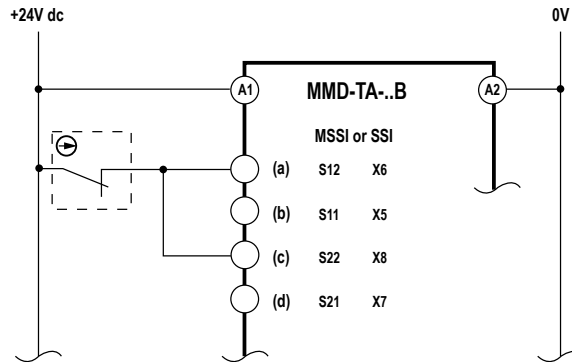 +24V dc 0V
A1 MMD-TA-..B A2
MSSI or SSI
(a) S12 X6
(b) S11 X5
(c) S22 X8
(d) S21 X7